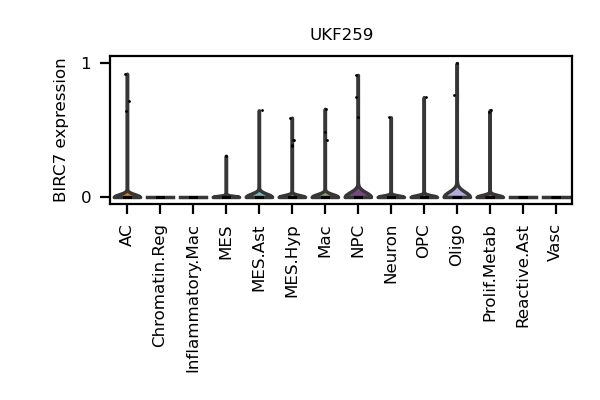 UKF259
BIRC7 expression
1
0
AC
Chromatin.Reg
Inflammatory.Mac
MES
MES.Ast
MES.Hyp
Mac
NPC
Neuron
OPC
Oligo
Prolif.Metab
Reactive.Ast
Vasc